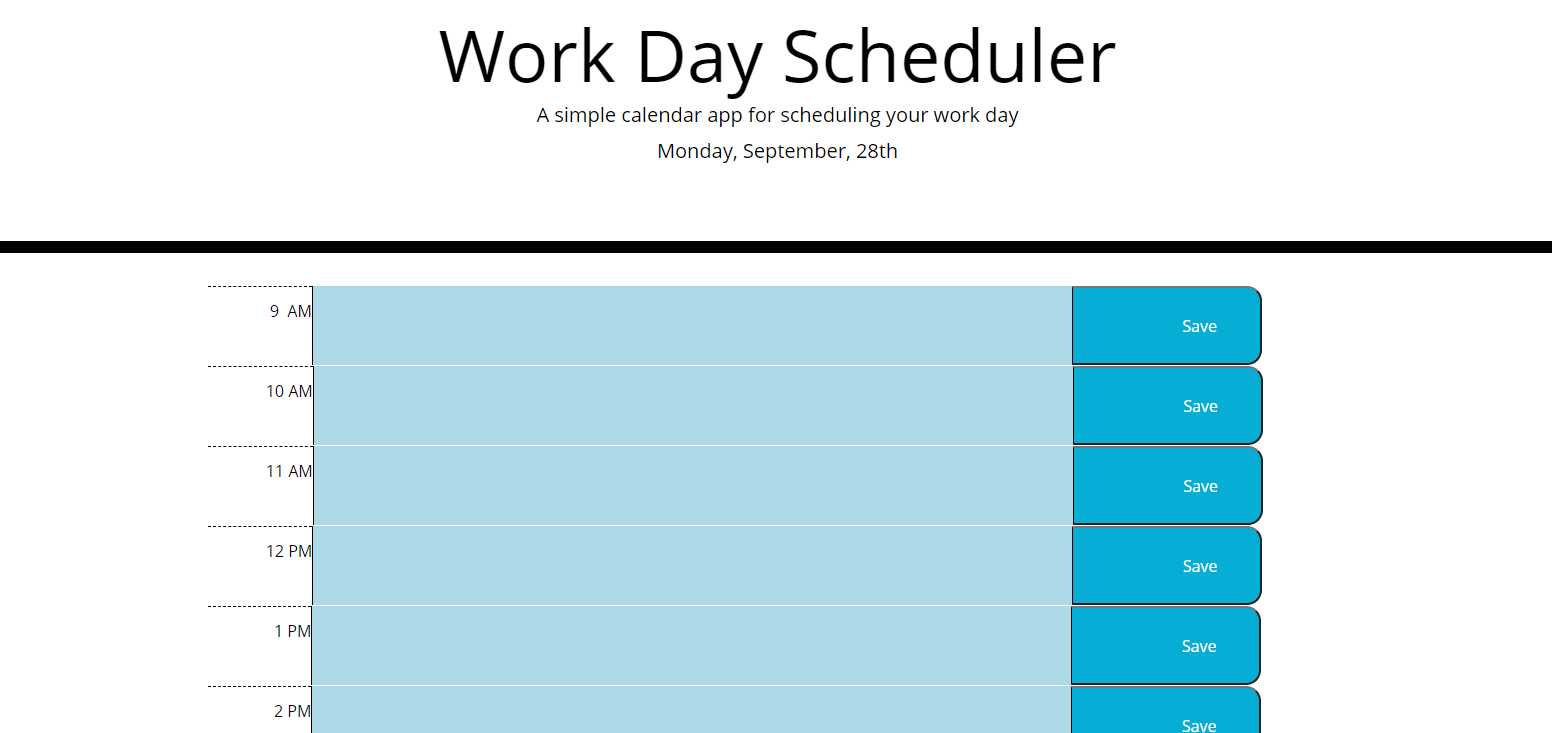 Work Day Scheduler
A simple calendar app for scheduling your work day
Monday, September, 28th
9 AM Save
10 AM Save
11 AM Save
12 PM Save
1 PM Save
2 PM Save